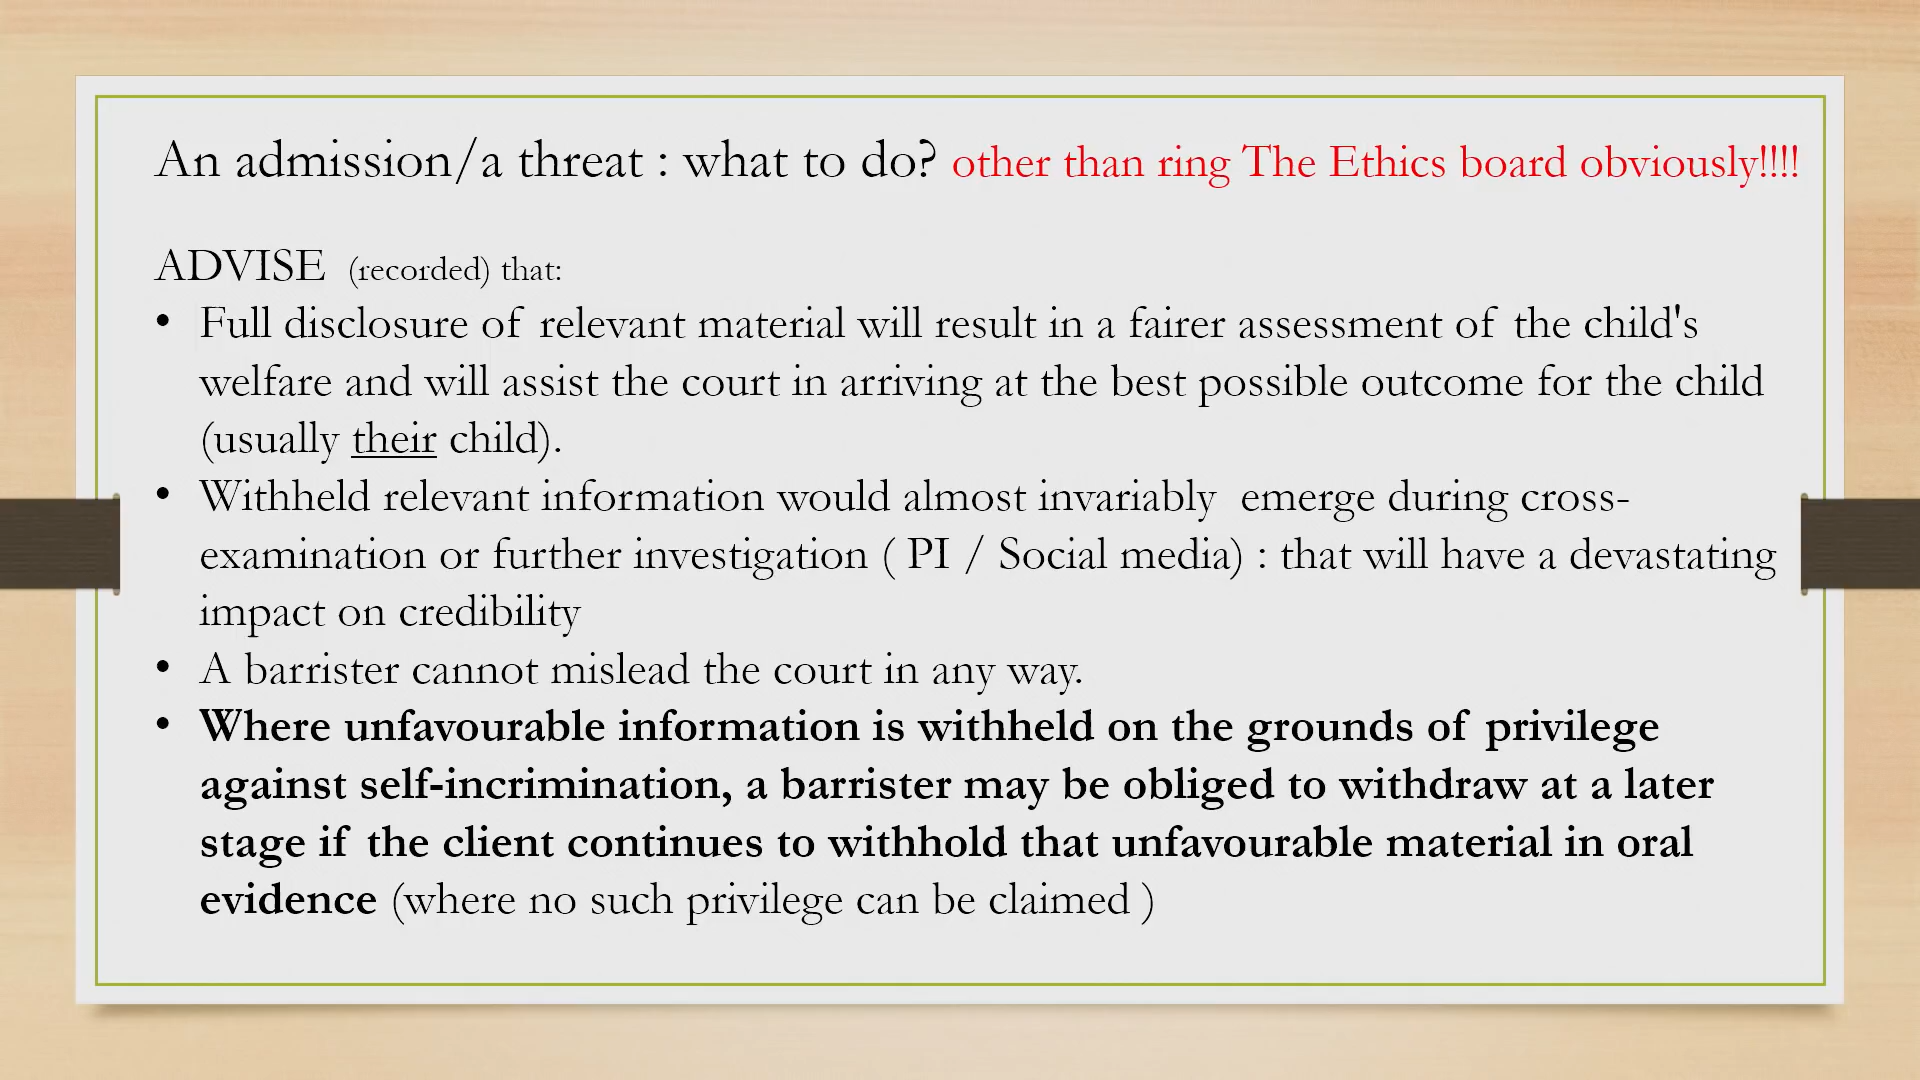 An admission/a threat : what to do? other than ring The Ethics board obviously!!!!
ADVISE (recorded) that:
• Full disclosure of relevant material will result in a fairer assessment of the child's
welfare and will assist the court in arriving at the best possible outcome for the child
(usually their child).
• Withheld relevant information would almost invariably emerge during cross-
examination or further investigation ( PI / Social media) : that will have a devastating
impact on credibility
• A barrister cannot mislead the court in any way.
• Where unfavourable information is withheld on the grounds of privilege
against self-incrimination, a barrister may be obliged to withdraw at a later
stage if the client continues to withhold that unfavourable material in oral
evidence (where no such privilege can be claimed )